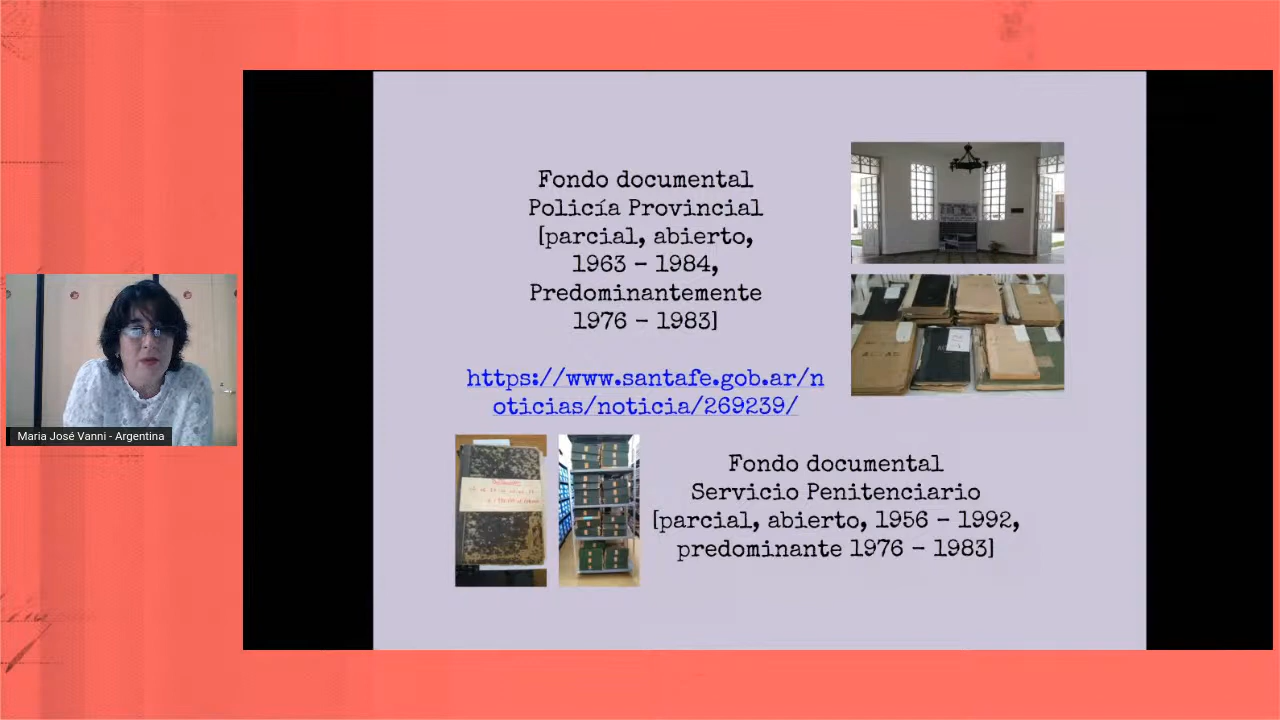 Fondo documental
Policía Provincial
[parcial, abierto,
1963 - 1984,
Predominantemente
1976 - 1983]
https://www.santafe.gob.ar/n
oticias/noticia/269239/
Fondo documental
Servicio Penitenciario
[parcial, abierto, 1956 - 1992,
predominante 1976 - 1983]
Maria José Vanni - Argentina